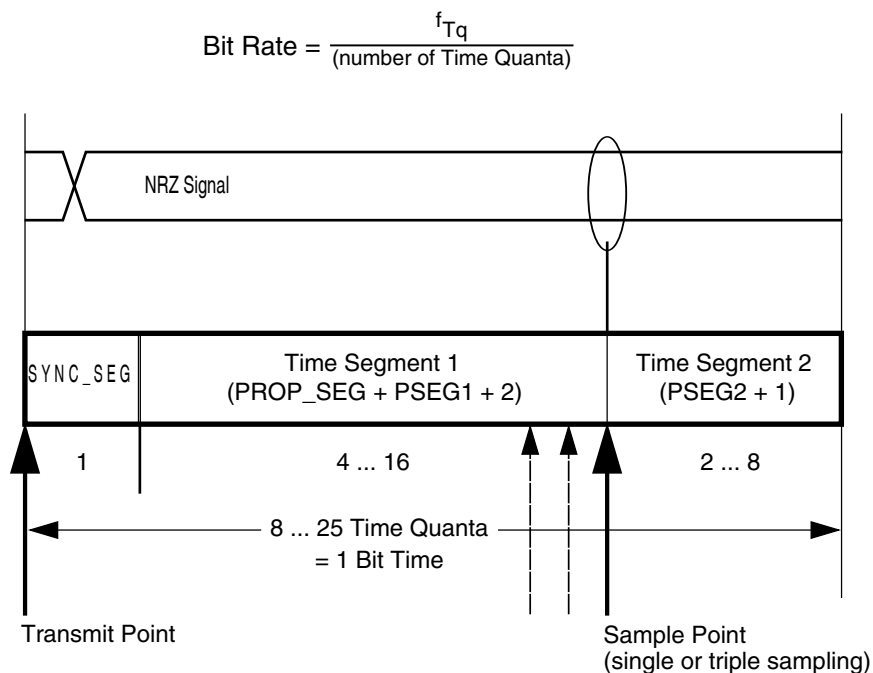 Bit Rate = f_Tq / (number of Time Quanta)
NRZ Signal
SYNC_SEG
Time Segment 1
(PROP_SEG + PSEG1 + 2)
Time Segment 2
(PSEG2 + 1)
1
4 ... 16
2 ... 8
8 ... 25 Time Quanta
= 1 Bit Time
Transmit Point
Sample Point
(single or triple sampling)